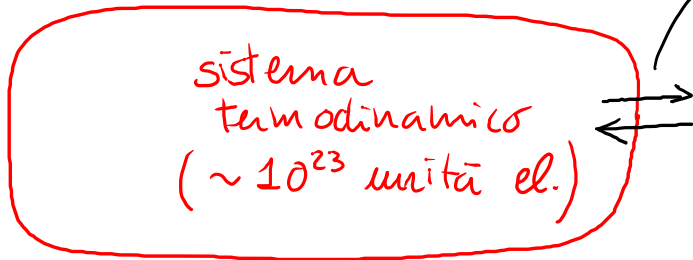 sistema
termodinamico
(~ 10²³ unità el.)